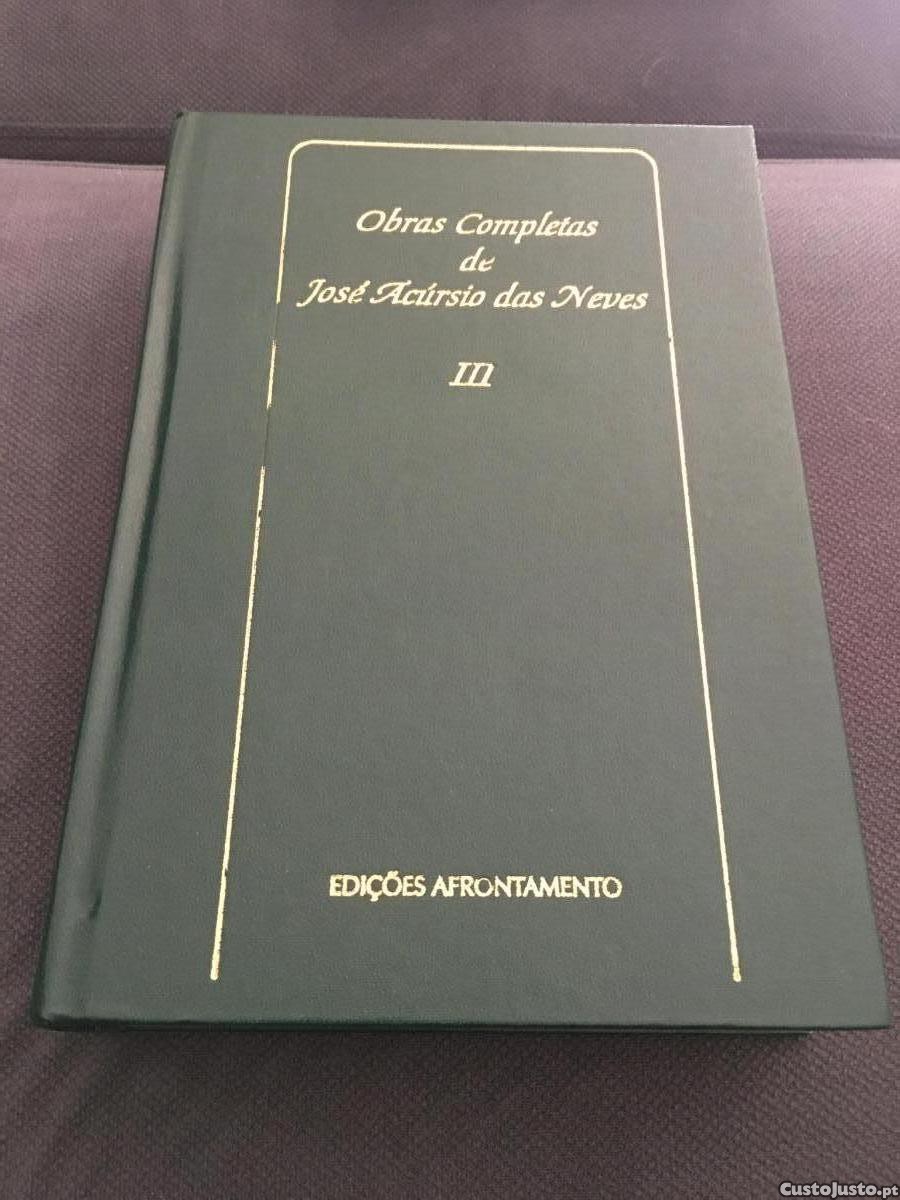 Obras Completas
de
José Acúrsio das Neves
III
EDIÇÕES AFRONTAMENTO
CustoJusto.pt